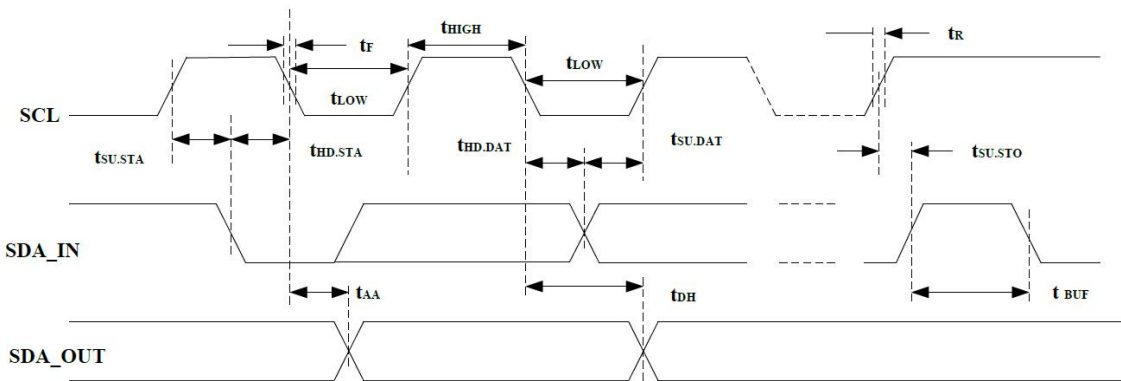 tHIGH
tF
tR
tLOW
tLOW
SCL
tSU.STA
tHD.STA
tHD.DAT
tSU.DAT
tSU.STO
SDA_IN
tAA
tDH
t BUF
SDA_OUT